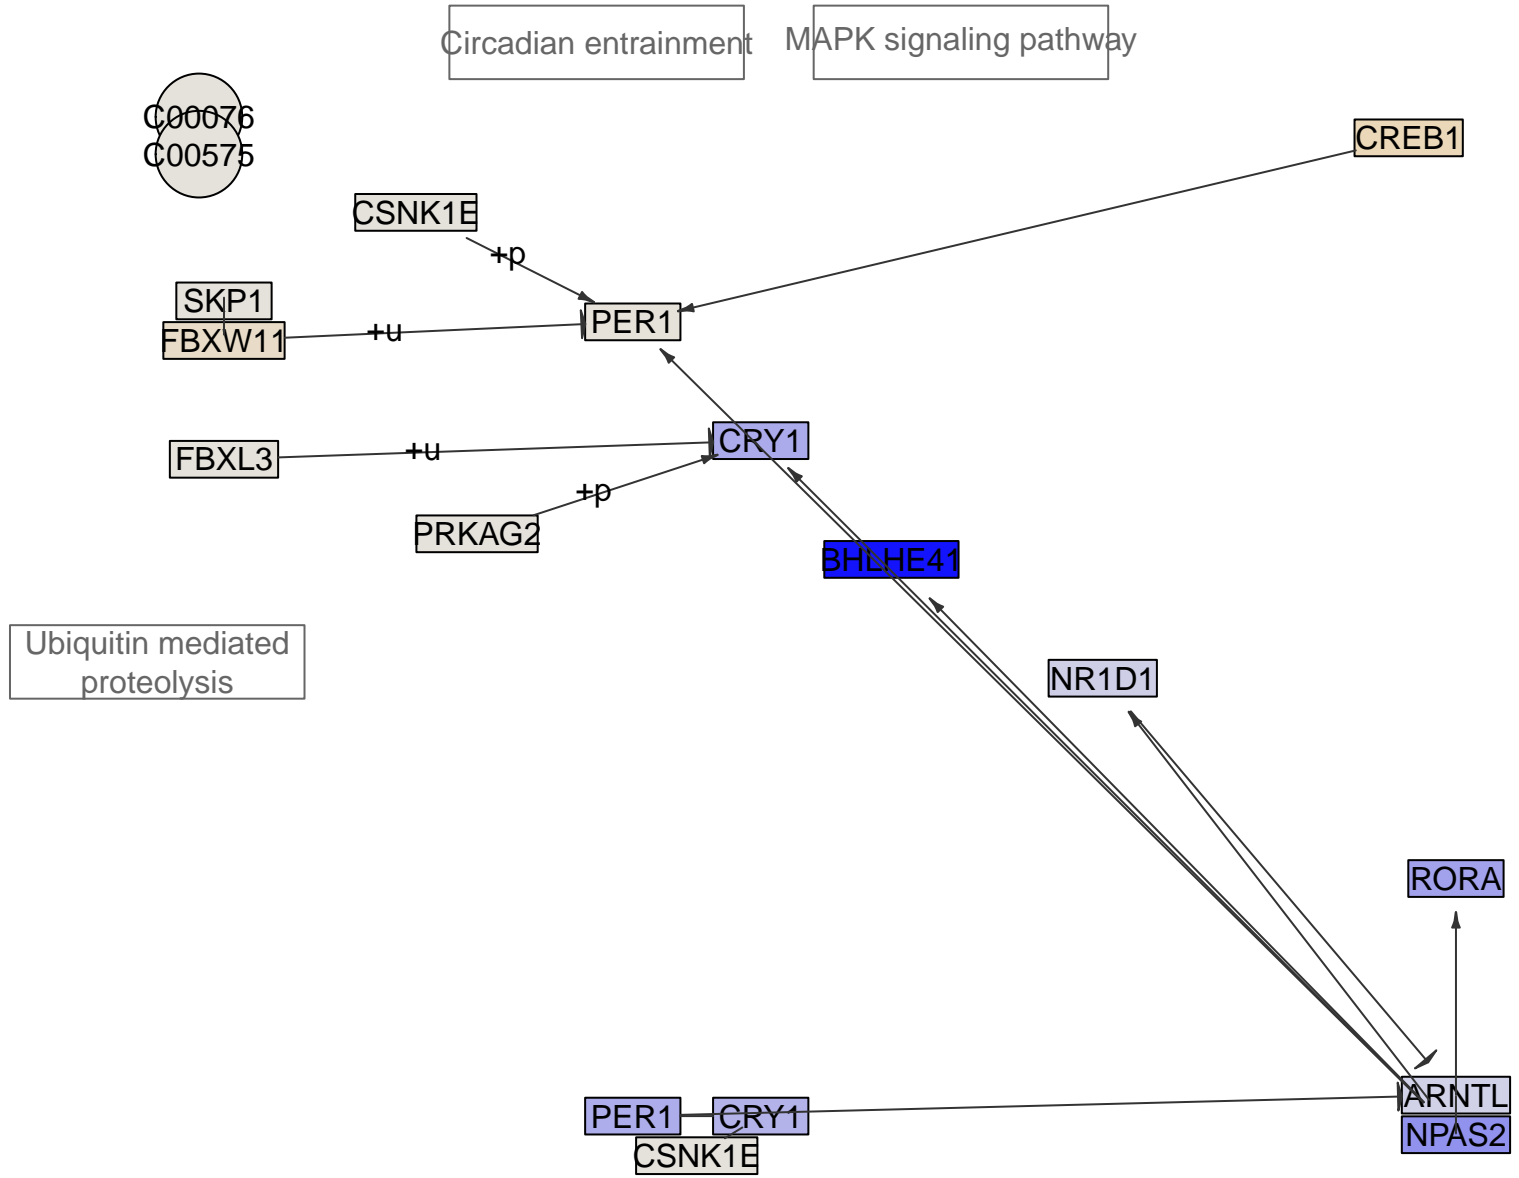 Circadian entrainment
MAPK signaling pathway
C00076
CREB1
C00575
CSNK1E
+p
SKP1
PER1
FBXW11
+u
CRY1
FBXL3
+u
+p
PRKAG2
BHLHE41
Ubiquitin mediated
proteolysis
NR1D1
RORA
ARNTL
PER1
CRY1
NPAS2
CSNK1E